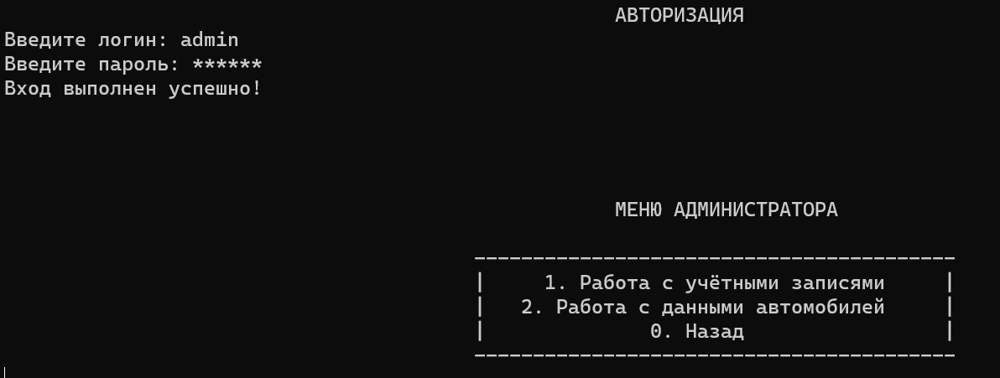 АВТОРИЗАЦИЯ
Введите логин: admin
Введите пароль: ******
Вход выполнен успешно!
МЕНЮ АДМИНИСТРАТОРА
-----------------------------------------
| 1. Работа с учётными записями |
| 2. Работа с данными автомобилей |
| 0. Назад |
-----------------------------------------